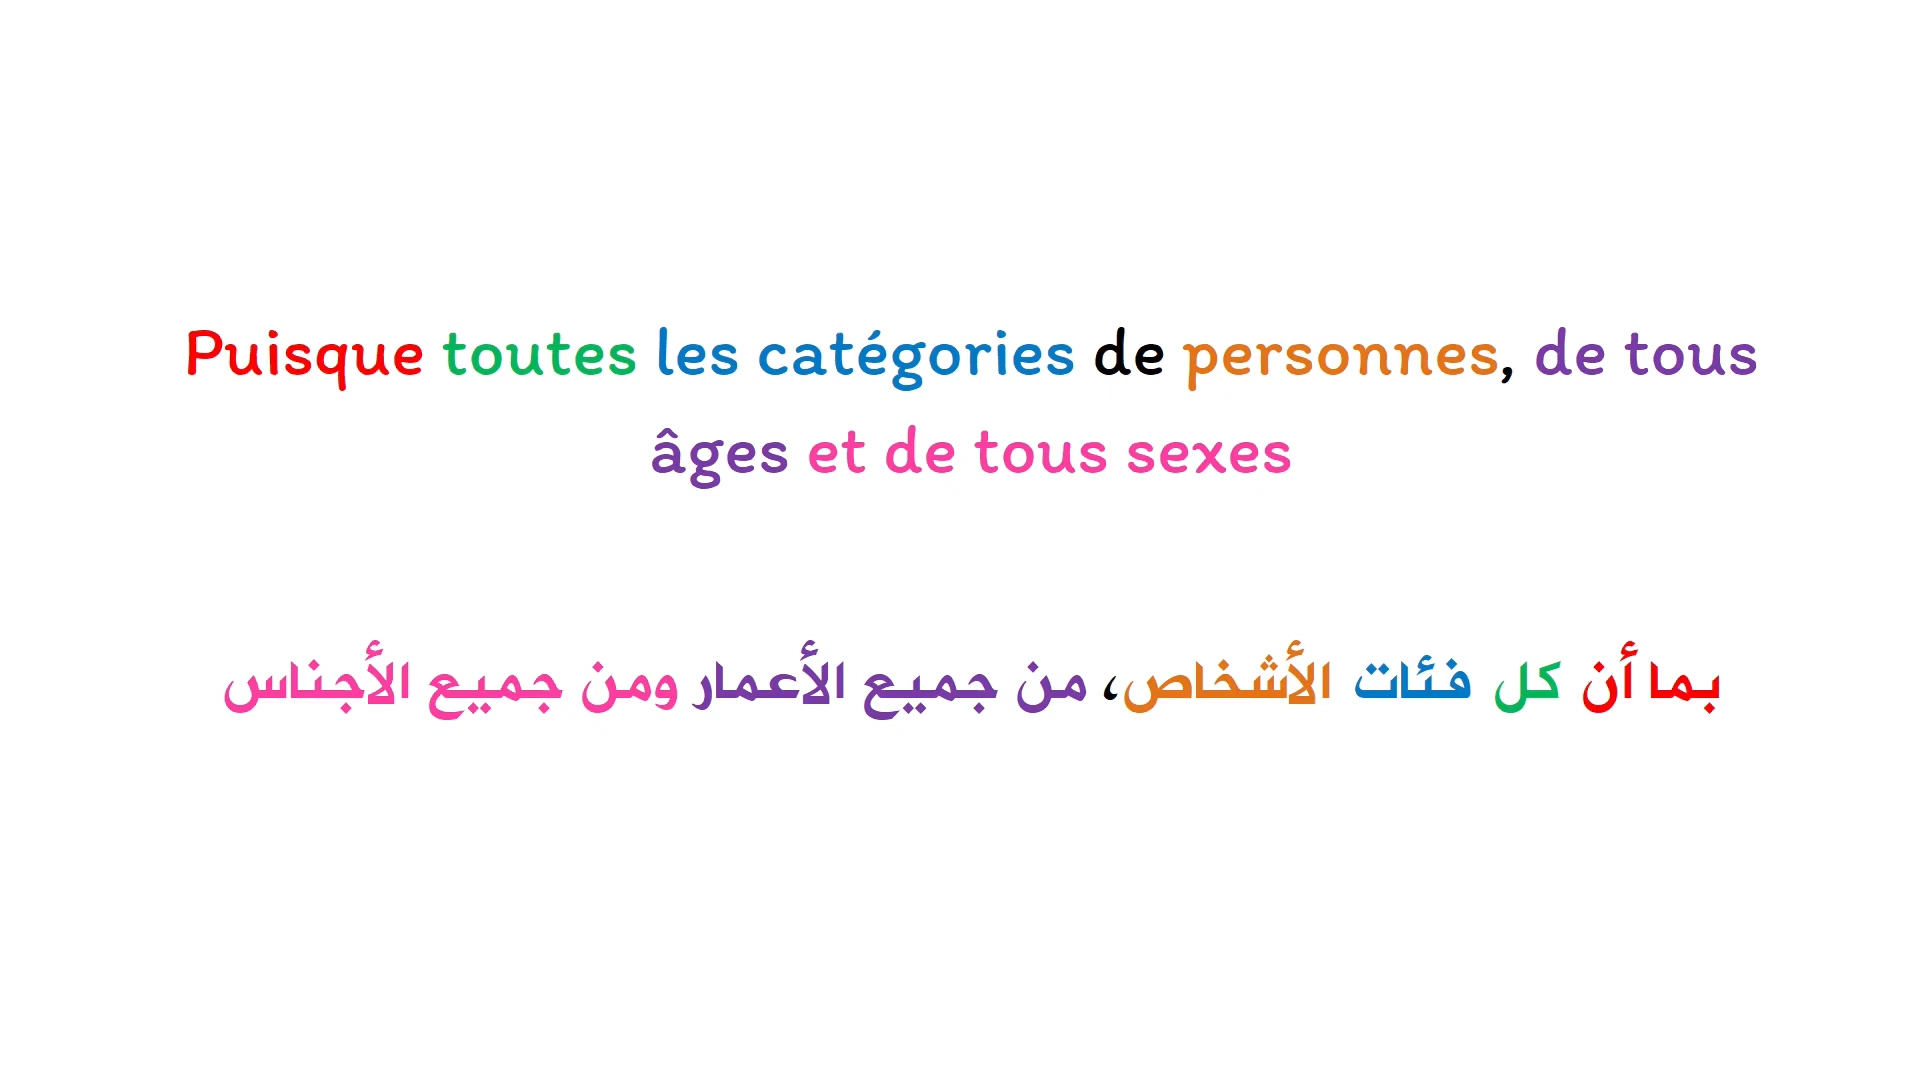 Puisque toutes les catégories de personnes, de tous
âges et de tous sexes
بما أن كل فئات الأشخاص، من جميع الأعمار ومن جميع الأجناس